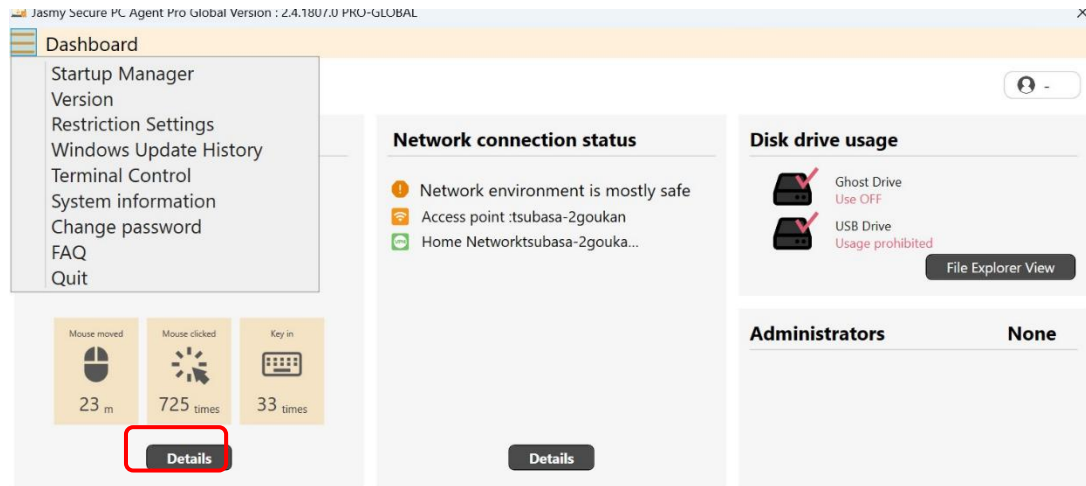 Jasmy Secure PC Agent Pro Global Version : 2.4.1807.0 PRO-GLOBAL
Dashboard
Startup Manager
Version
Restriction Settings
Windows Update History
Terminal Control
System information
Change password
FAQ
Quit
-
Mouse moved
Mouse clicked
Key in
23 m
725 times
33 times
Details
Network connection status
Network environment is mostly safe
Access point :tsubasa-2goukan
Home Networktsubasa-2gouka...
Details
Disk drive usage
Ghost Drive
Use OFF
USB Drive
Usage prohibited
File Explorer View
Administrators None